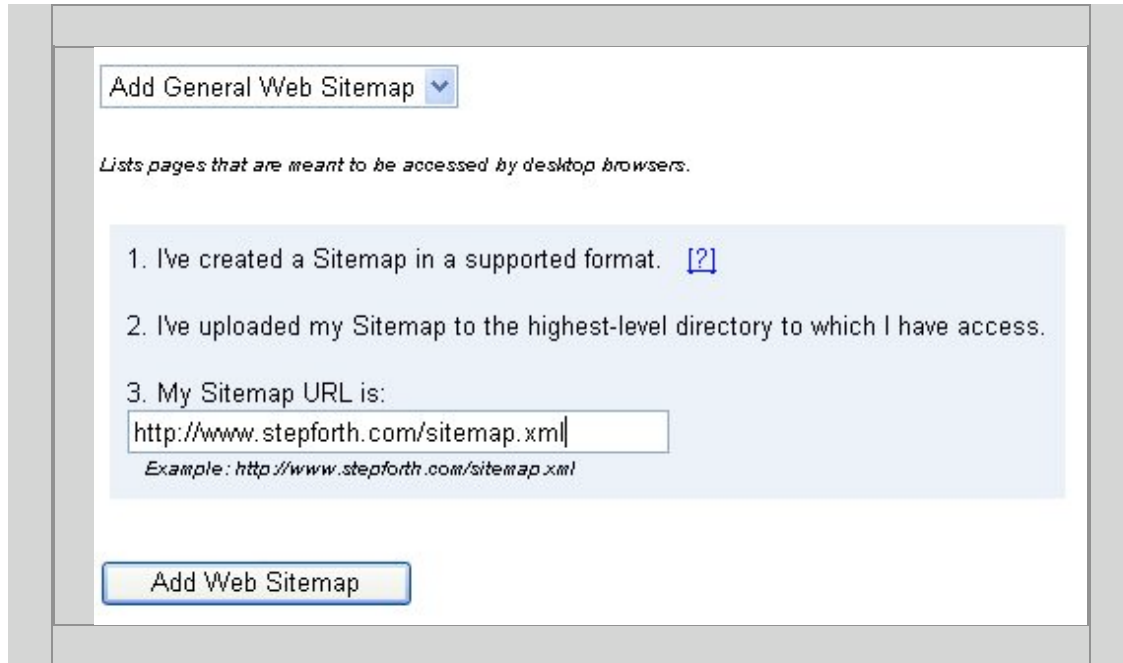 Add General Web Sitemap
Lists pages that are meant to be accessed by desktop browsers.
1. I've created a Sitemap in a supported format. [?]
2. I've uploaded my Sitemap to the highest-level directory to which I have access.
3. My Sitemap URL is:
http://www.stepforth.com/sitemap.xml
Example: http://www.stepforth.com/sitemap.xml
Add Web Sitemap